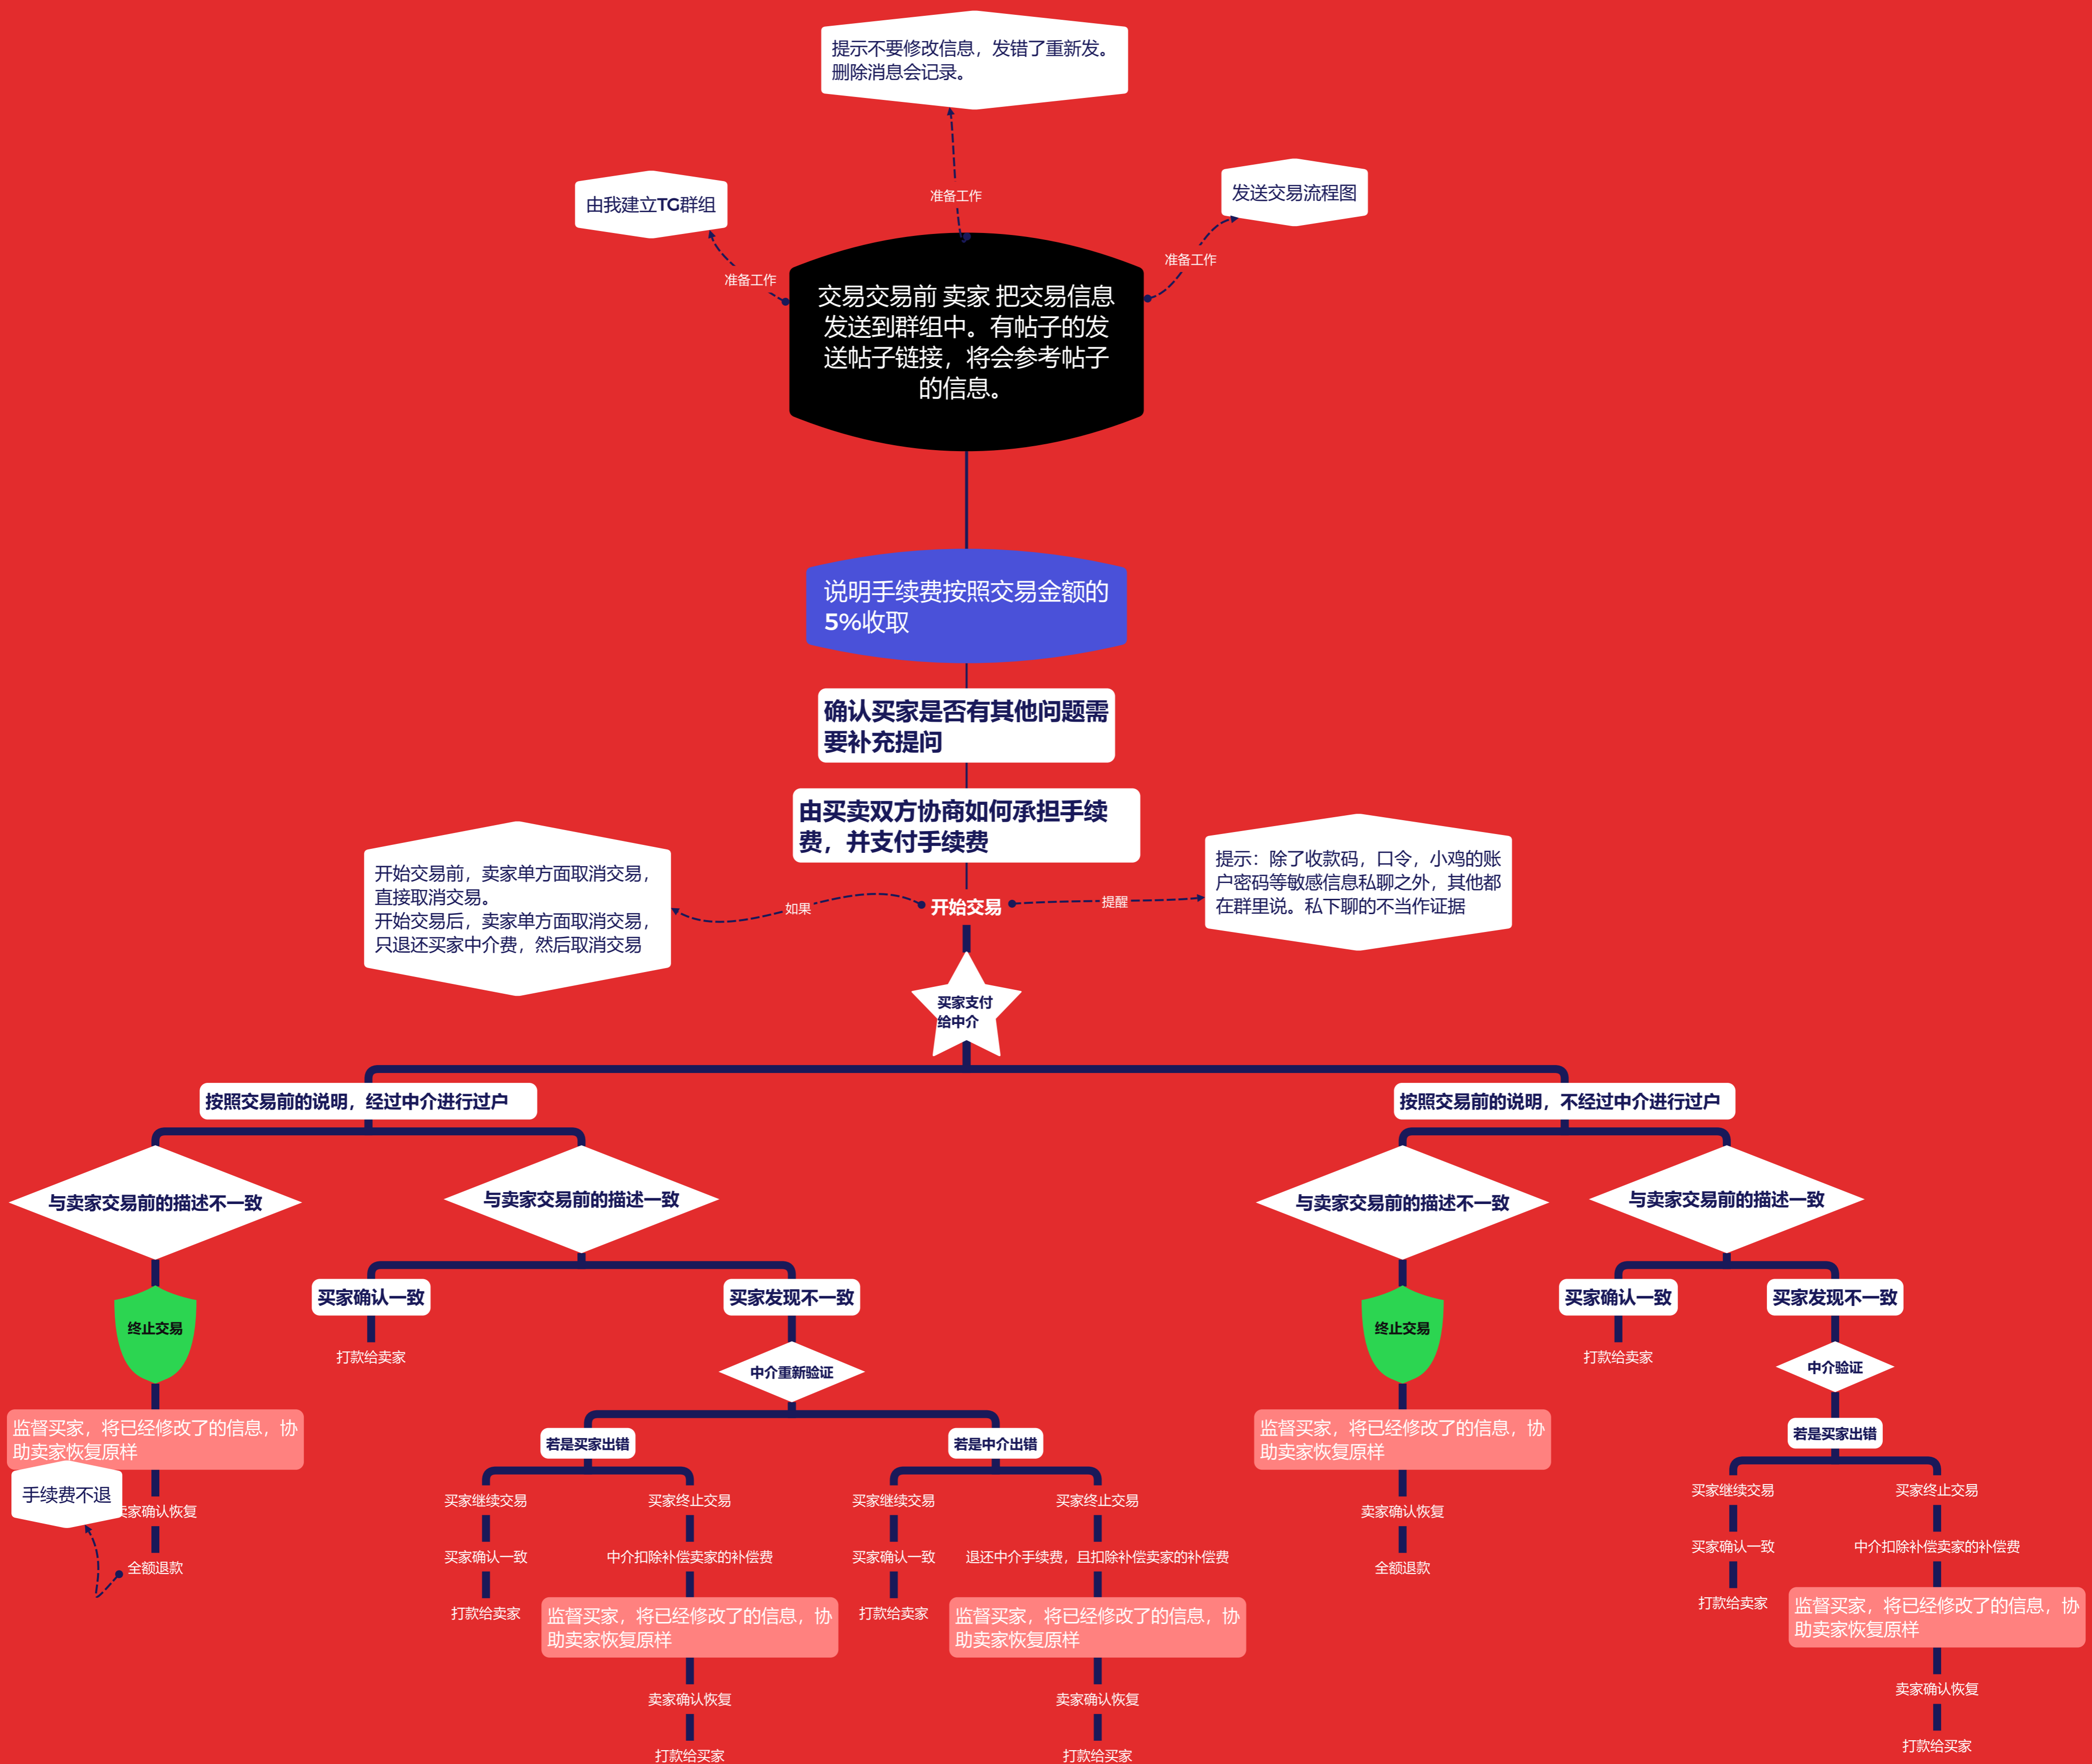 提示不要修改信息，发错了重新发。
删除消息会记录。
由我建立TG群组
发送交易流程图
准备工作
准备工作
准备工作
交易交易前 卖家 把交易信息
发送到群组中。有帖子的发
送帖子链接，将会参考帖子
的信息。
说明手续费按照交易金额的
5%收取
确认买家是否有其他问题需
要补充提问
由买卖双方协商如何承担手续
费，并支付手续费
开始交易前，卖家单方面取消交易，
直接取消交易。
开始交易后，卖家单方面取消交易，
只退还买家中介费，然后取消交易
如果
开始交易
提醒
提示：除了收款码，口令，小鸡的账
户密码等敏感信息私聊之外，其他都
在群里说。私下聊的不当作证据
买家支付
给中介
按照交易前的说明，经过中介进行过户
按照交易前的说明，不经过中介进行过户
与卖家交易前的描述不一致
与卖家交易前的描述一致
与卖家交易前的描述不一致
与卖家交易前的描述一致
终止交易
买家确认一致
买家发现不一致
终止交易
买家确认一致
买家发现不一致
打款给卖家
中介重新验证
打款给卖家
中介验证
监督买家，将已经修改了的信息，协
助卖家恢复原样
若是买家出错
若是中介出错
监督买家，将已经修改了的信息，协
助卖家恢复原样
若是买家出错
手续费不退
卖家确认恢复
全额退款
买家继续交易
买家终止交易
买家继续交易
买家终止交易
卖家确认恢复
全额退款
买家继续交易
买家终止交易
买家确认一致
中介扣除补偿卖家的补偿费
买家确认一致
退还中介手续费，且扣除补偿卖家的补偿费
买家确认一致
中介扣除补偿卖家的补偿费
打款给卖家
监督买家，将已经修改了的信息，协
助卖家恢复原样
打款给卖家
监督买家，将已经修改了的信息，协
助卖家恢复原样
打款给卖家
监督买家，将已经修改了的信息，协
助卖家恢复原样
卖家确认恢复
卖家确认恢复
卖家确认恢复
打款给买家
打款给买家
打款给买家